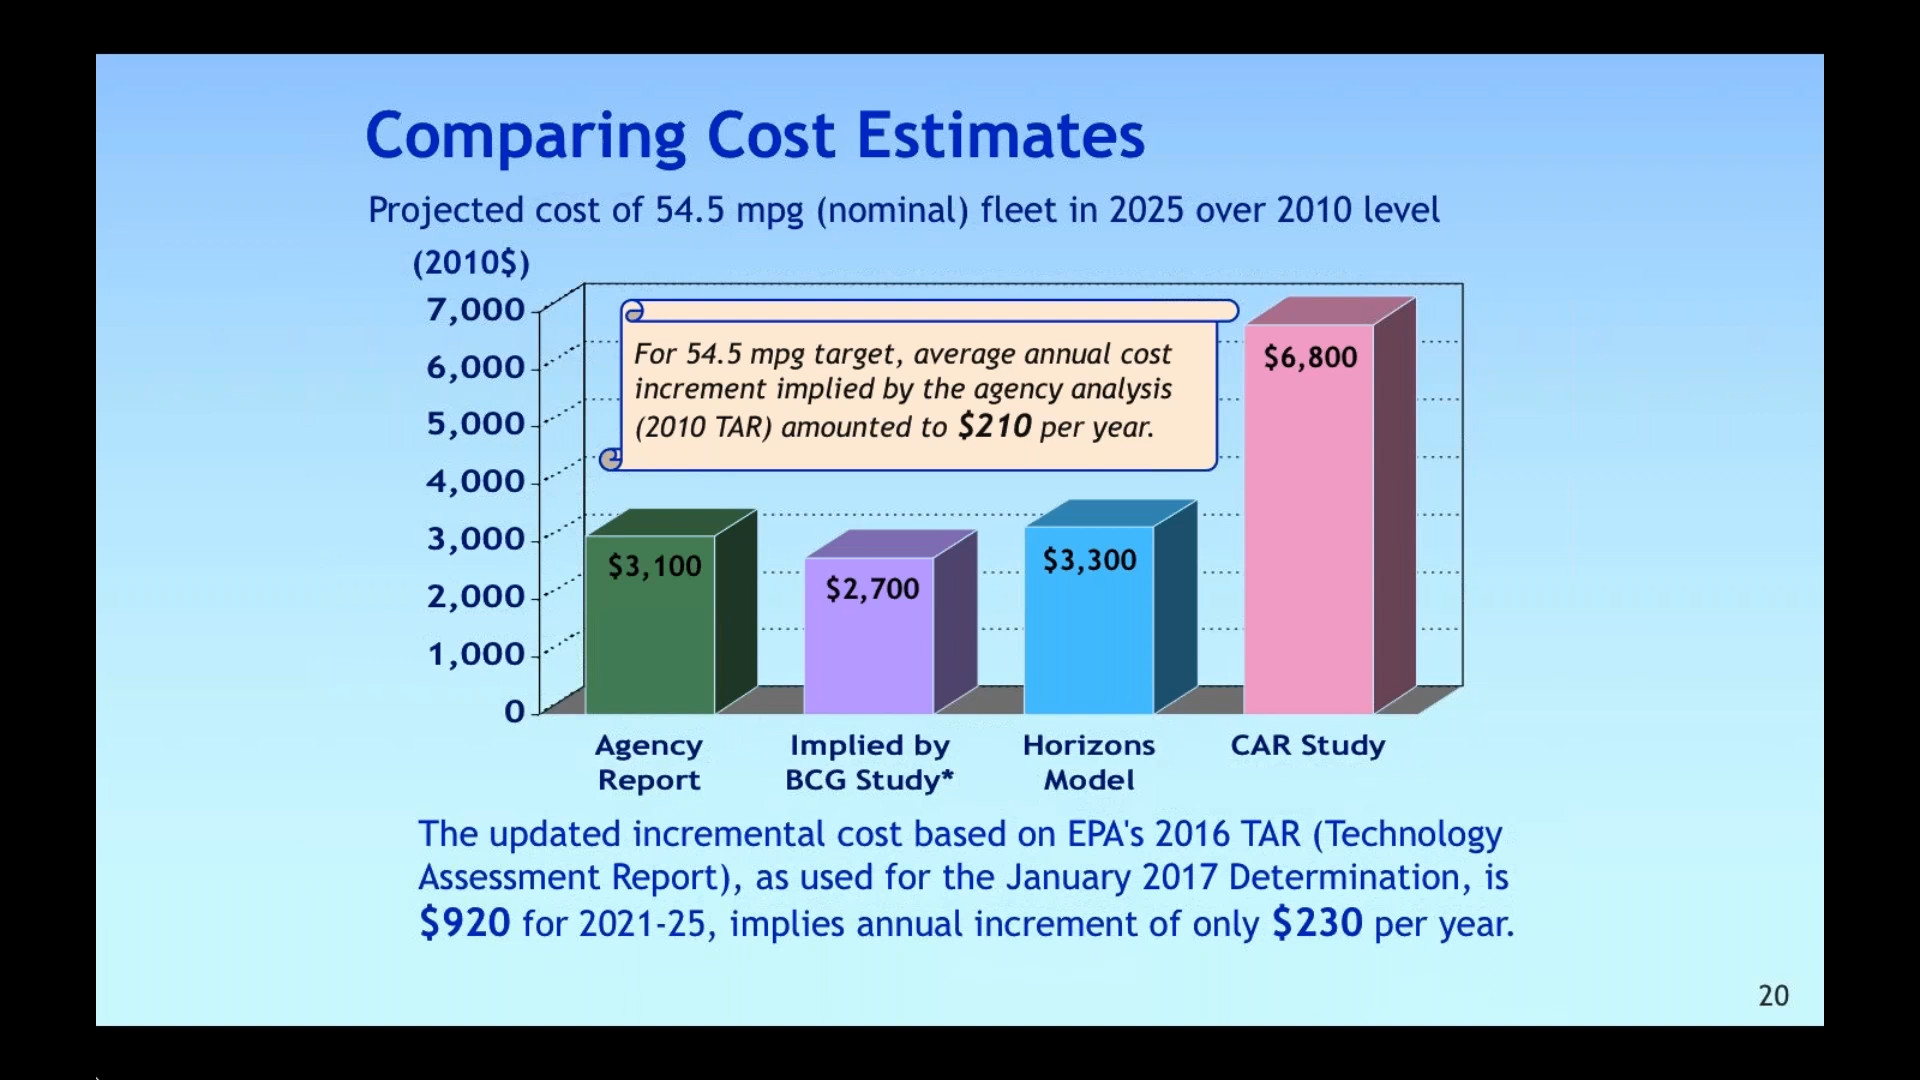 Comparing Cost Estimates
Projected cost of 54.5 mpg (nominal) fleet in 2025 over 2010 level
(2010$)
7,000
6,000
5,000
4,000
3,000
2,000
1,000
0
For 54.5 mpg target, average annual cost
increment implied by the agency analysis
(2010 TAR) amounted to $210 per year.
$3,100
$2,700
$3,300
$6,800
Agency
Report
Implied by
BCG Study*
Horizons
Model
CAR Study
The updated incremental cost based on EPA's 2016 TAR (Technology
Assessment Report), as used for the January 2017 Determination, is
$920 for 2021-25, implies annual increment of only $230 per year.
20